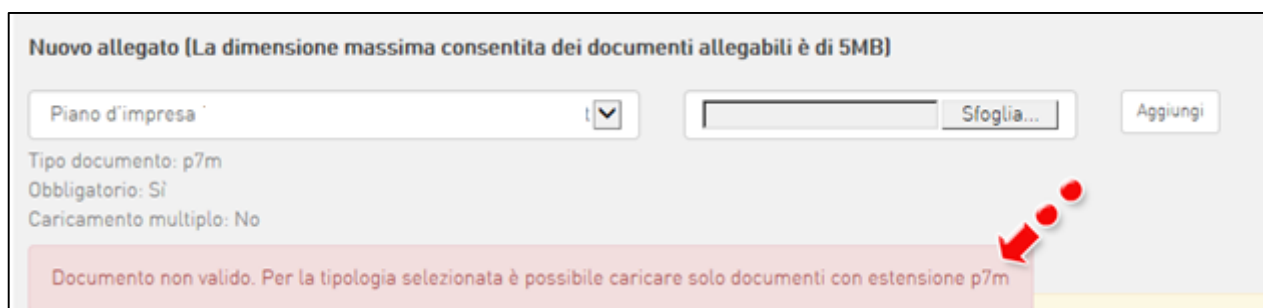 Nuovo allegato (La dimensione massima consentita dei documenti allegabili è di 5MB)
Piano d'impresa t Sfoglia... Aggiungi
Tipo documento: p7m
Obbligatorio: Sì
Caricamento multiplo: No
Documento non valido. Per la tipologia selezionata è possibile caricare solo documenti con estensione p7m